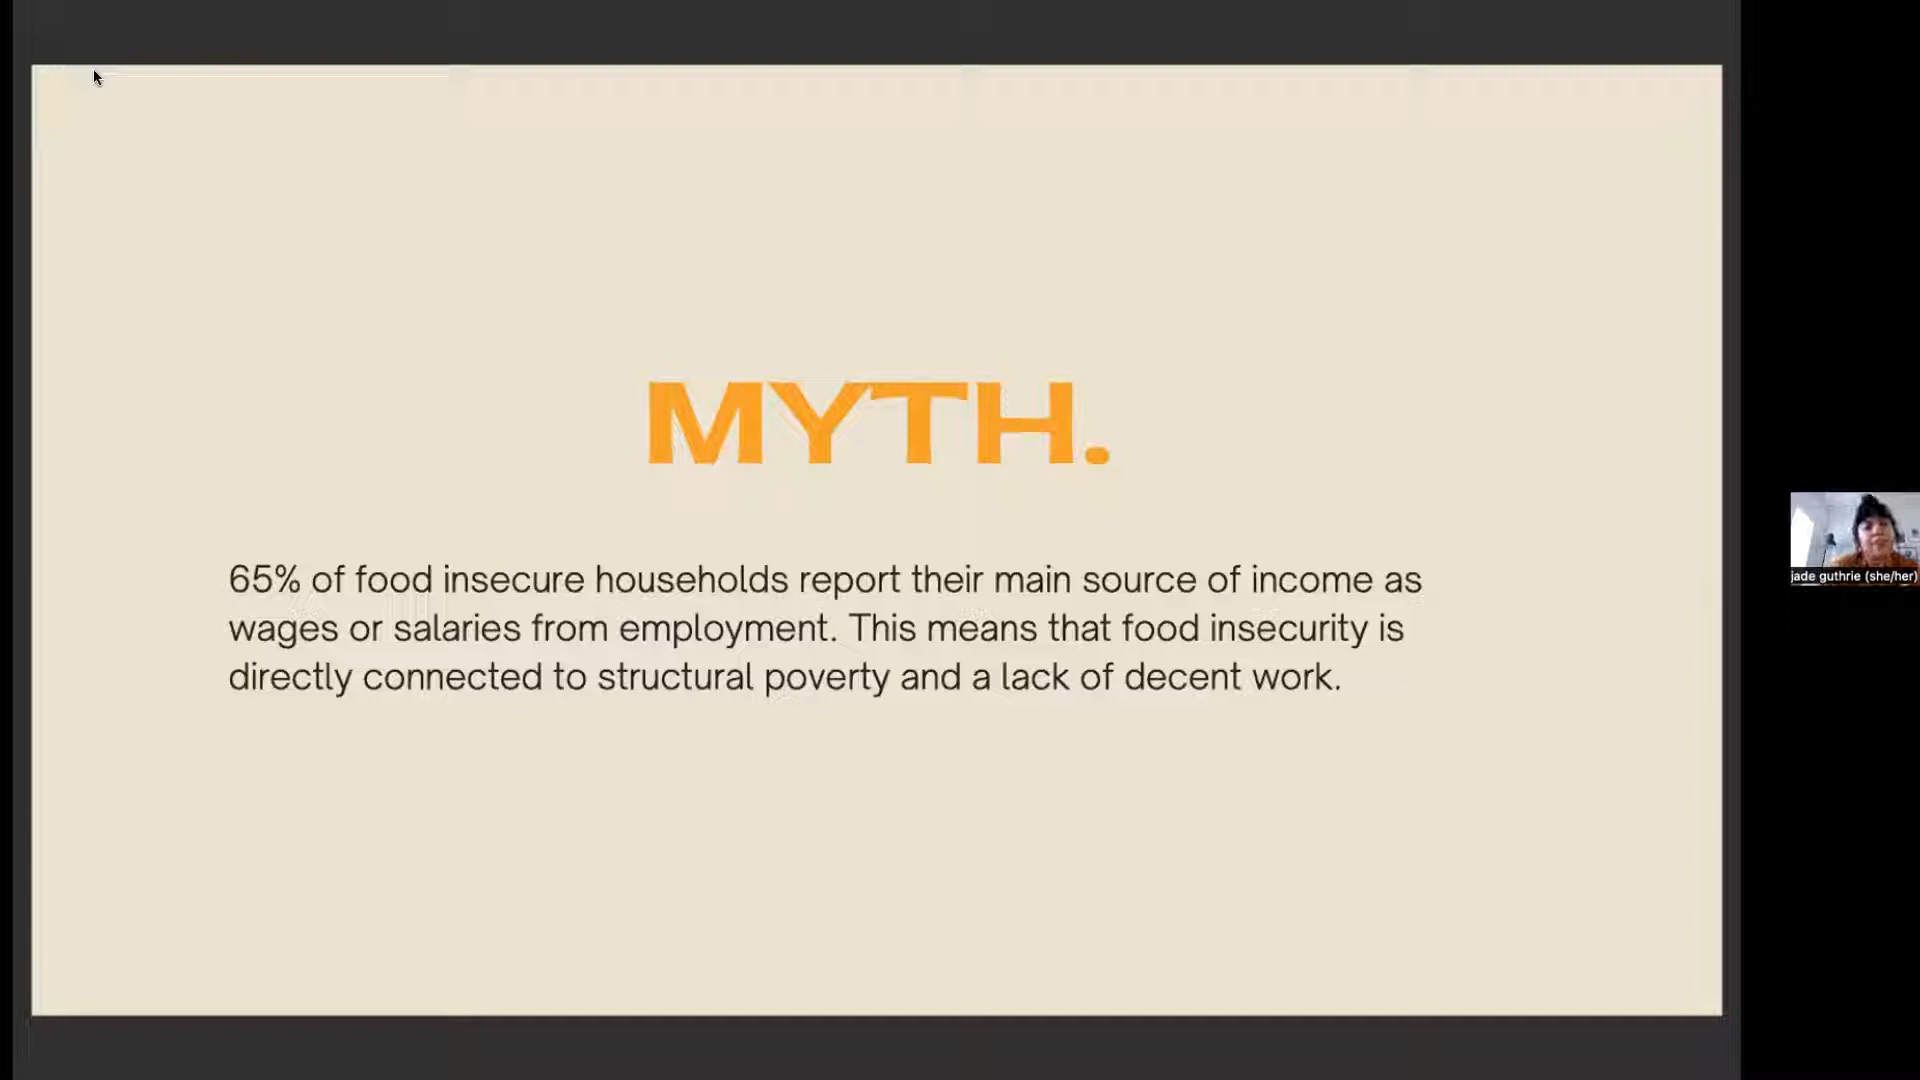 MYTH.
65% of food insecure households report their main source of income as
wages or salaries from employment. This means that food insecurity is
directly connected to structural poverty and a lack of decent work.
jade guthrie (she/her)